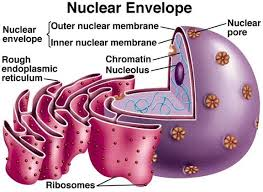 Nuclear Envelope
Nuclear
envelope
Outer nuclear membrane
Inner nuclear membrane
Nuclear
pore
Chromatin
Nucleolus
Rough
endoplasmic
reticulum
Ribosomes